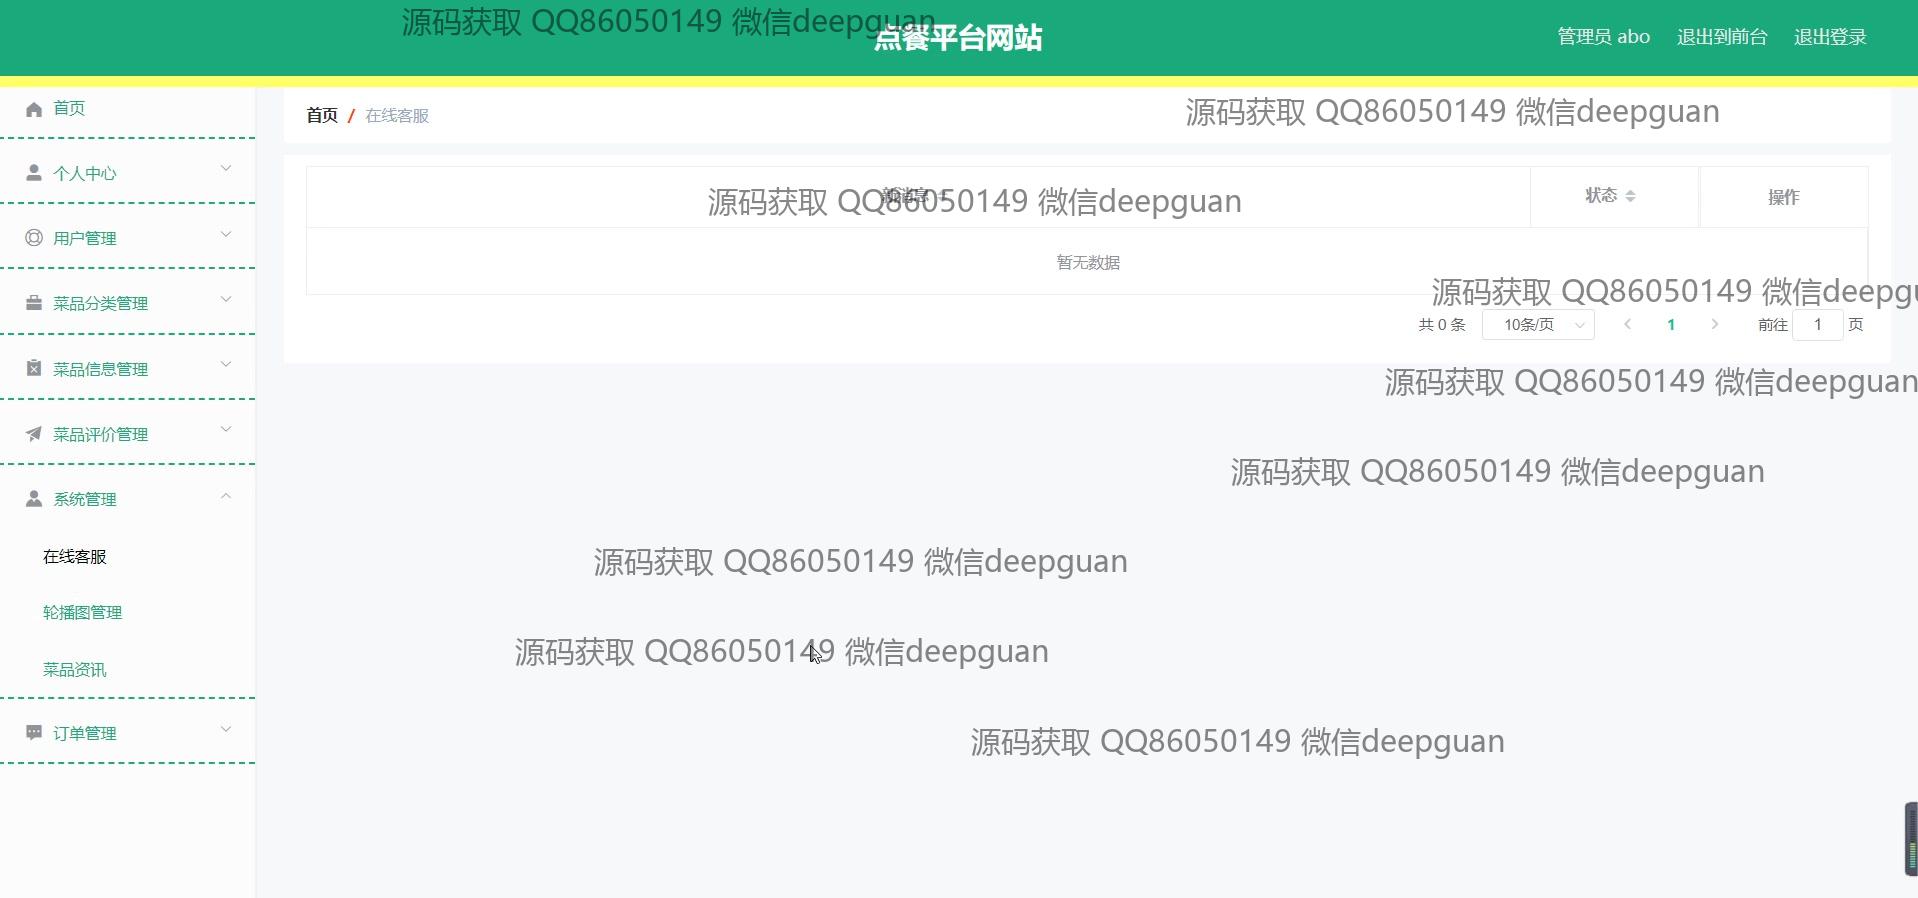 源码获取 QQ86050149 微信deepguan
点餐平台网站
管理员 abo 退出到前台 退出登录
首页
个人中心
用户管理
菜品分类管理
菜品信息管理
菜品评价管理
系统管理
在线客服
轮播图管理
菜品资讯
订单管理
首页 / 在线客服
源码获取 QQ86050149 微信deepguan
新消息 状态 操作
源码获取 QQ86050149 微信deepguan
暂无数据
源码获取 QQ86050149 微信deepgu
共 0 条 10条/页 1 前往 1 页
源码获取 QQ86050149 微信deepguan
源码获取 QQ86050149 微信deepguan
源码获取 QQ86050149 微信deepguan
源码获取 QQ86050149 微信deepguan
源码获取 QQ86050149 微信deepguan